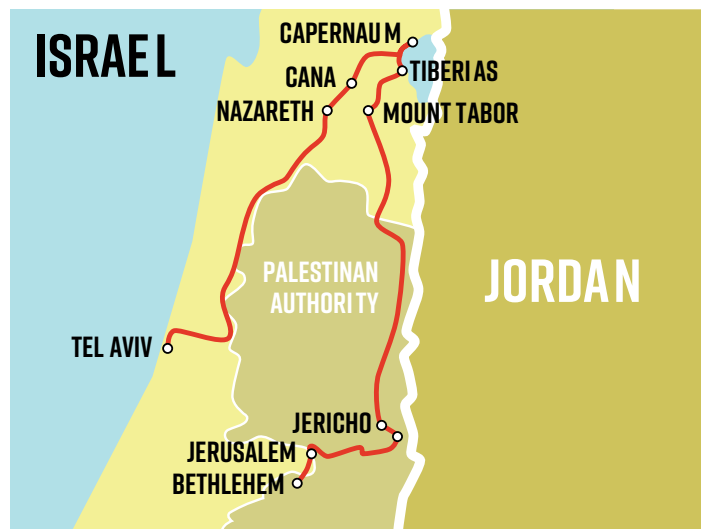 ISRAEL
CAPERNAUM
TIBERIAS
CANA
NAZARETH
MOUNT TABOR
PALESTINAN
AUTHORITY
JORDAN
TEL AVIV
JERICHO
JERUSALEM
BETHLEHEM